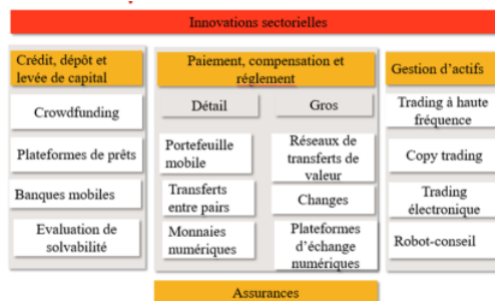 Innovations sectorielles
Crédit, dépôt et
levée de capital
Crowdfunding
Plateformes de prêts
Banques mobiles
Evaluation de
solvabilité
Paiement, compensation et
réglement
Détail
Portefeuille
mobile
Transferts
entre pairs
Monnaies
numériques
Gros
Réseaux de
transferts de
valeur
Changes
Plateformes
d'échange
numériques
Gestion d'actifs
Trading à haute
fréquence
Copy trading
Trading
électronique
Robot-conseil
Assurances